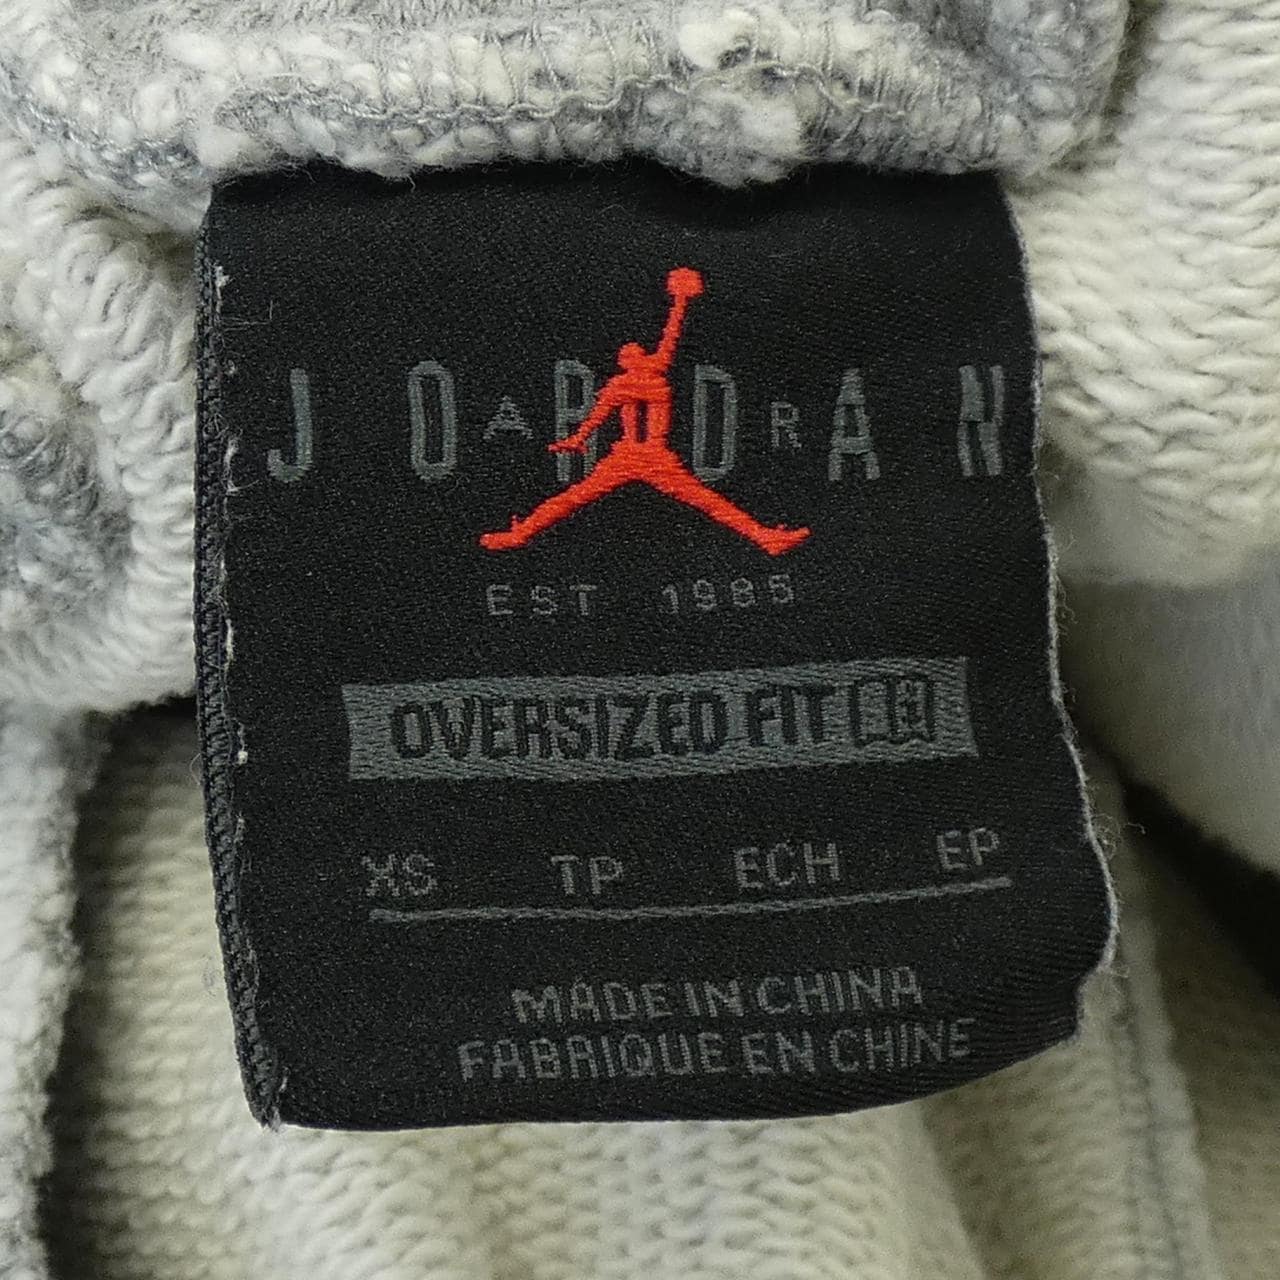 JORDAN
AIR
EST 1985
OVERSIZED FIT
XS TP ECH EP
MADE IN CHINA
FABRIQUE EN CHINE